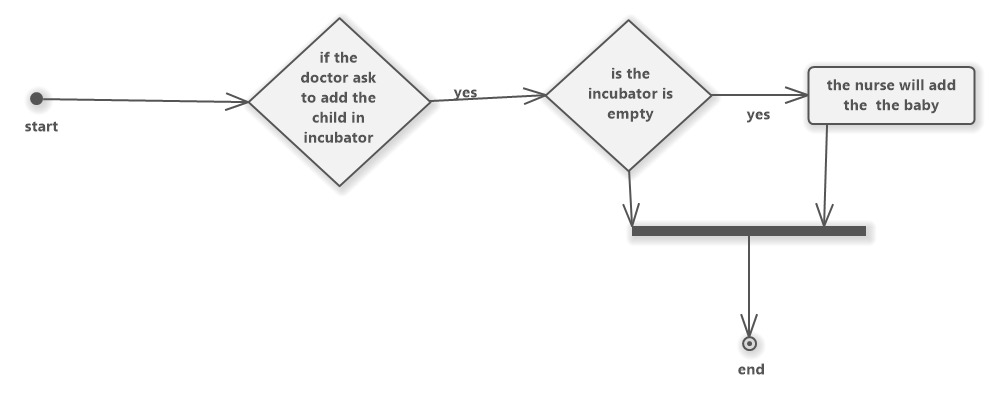 start
if the
doctor ask
to add the
child in
incubator
yes
is the
incubator is
empty
yes
the nurse will add
the  the baby
end